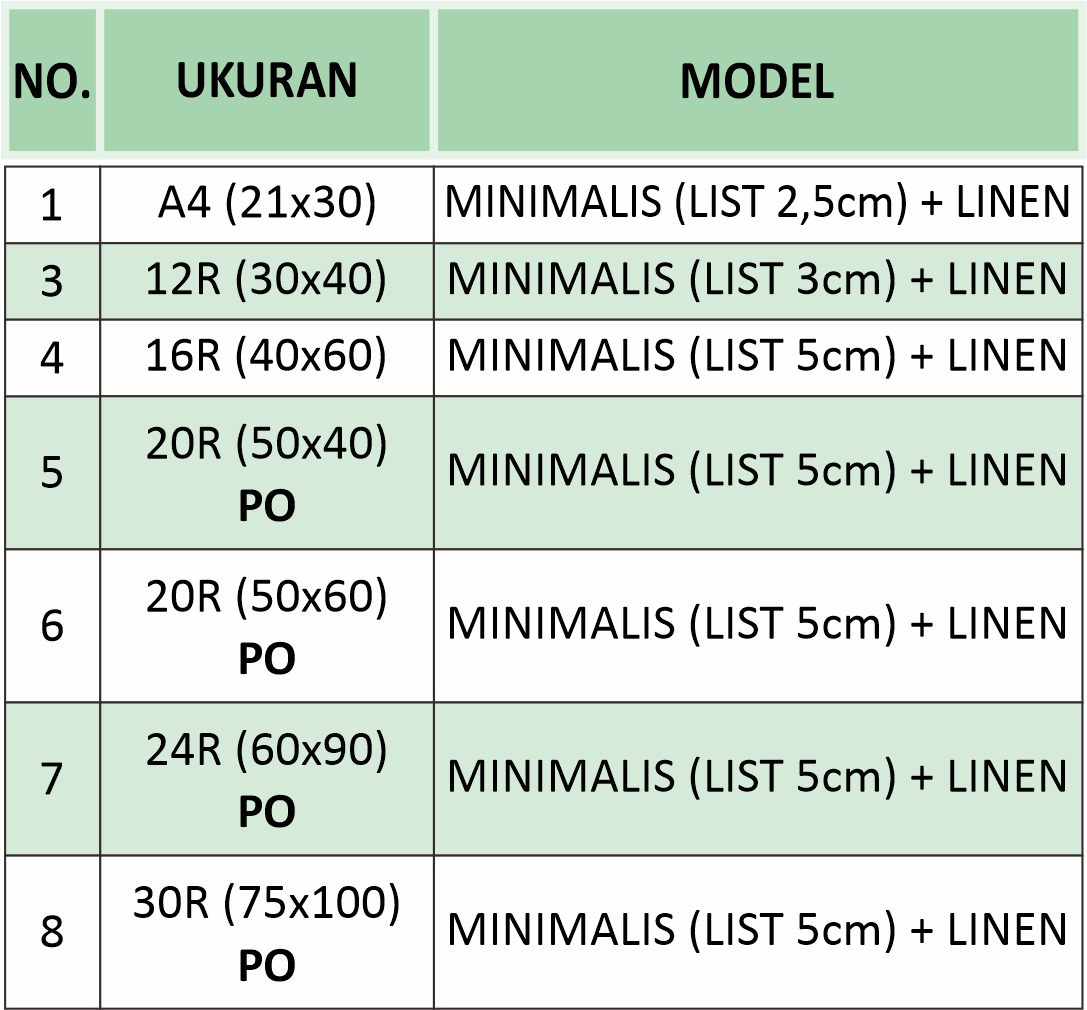 NO. UKURAN MODEL
1 A4 (21x30) MINIMALIS (LIST 2,5cm) + LINEN
3 12R (30x40) MINIMALIS (LIST 3cm) + LINEN
4 16R (40x60) MINIMALIS (LIST 5cm) + LINEN
5 20R (50x40) MINIMALIS (LIST 5cm) + LINEN
PO
6 20R (50x60) MINIMALIS (LIST 5cm) + LINEN
PO
7 24R (60x90) MINIMALIS (LIST 5cm) + LINEN
PO
8 30R (75x100) MINIMALIS (LIST 5cm) + LINEN
PO